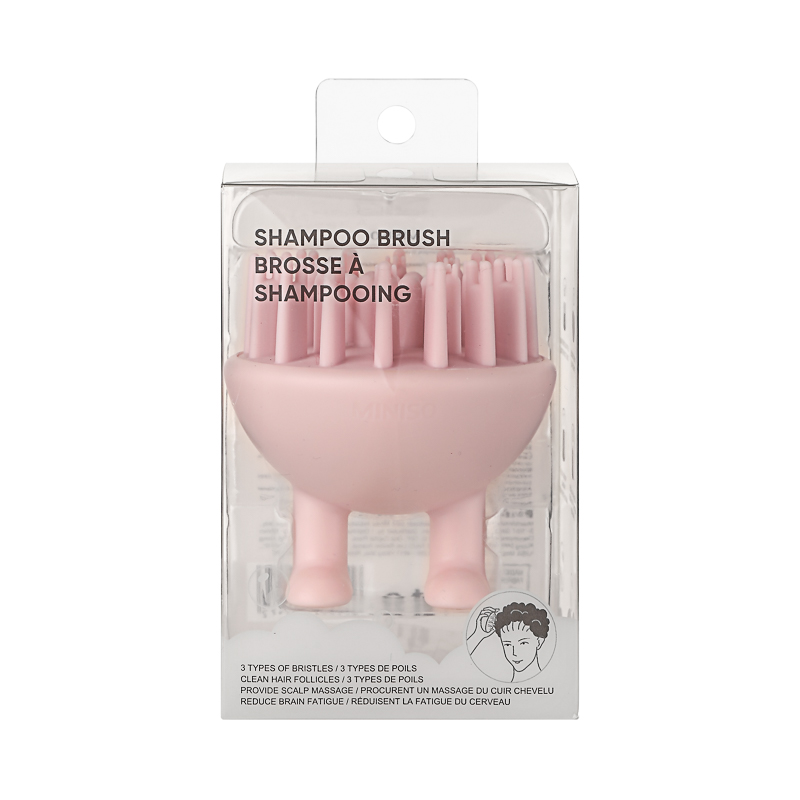 SHAMPOO BRUSH
BROSSE À
SHAMPOOING
MINISO
3 TYPES OF BRISTLES / 3 TYPES DE POILS
CLEAN HAIR FOLLICLES / 3 TYPES DE POILS
PROVIDE SCALP MASSAGE / PROCURENT UN MASSAGE DU CUIR CHEVELU
REDUCE BRAIN FATIGUE / RÉDUISENT LA FATIGUE DU CERVEAU